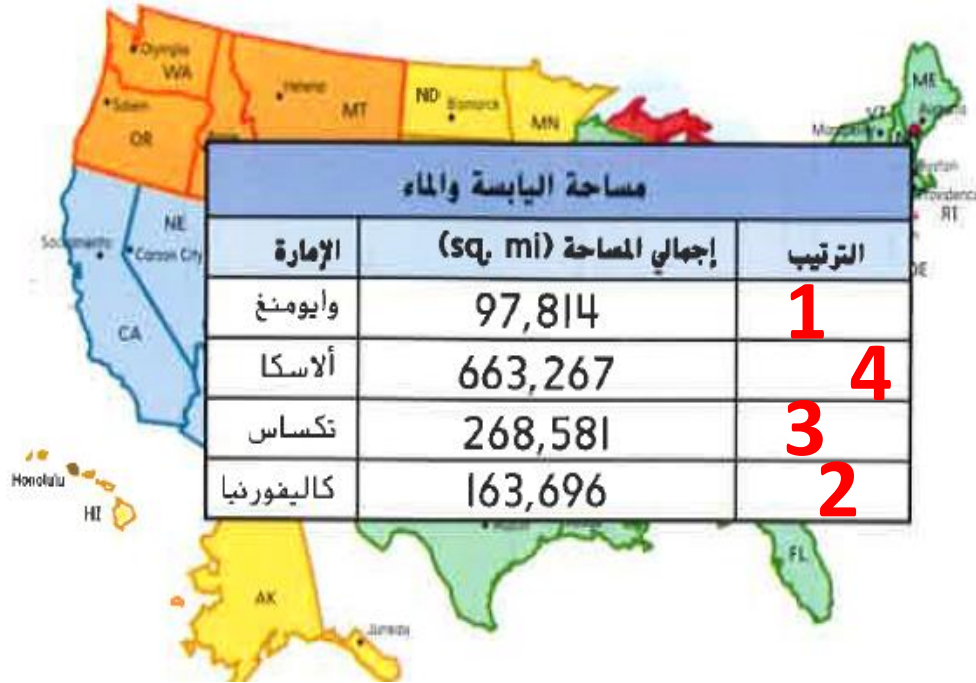 Olympia
WA
Salem
OR
Helena
MT
ND
Bismarck
MN
ME
Augusta
VT
RI
NE
Sacramento
Carson City
CA
مساحة اليابسة والماء
الإمارة إجمالي المساحة (sq. mi) الترتيب
وايومنغ 97,814 1
ألاسكا 663,267 4
تكساس 268,581 3
كاليفورنيا 163,696 2
Honolulu
HI
AK
Juneau
FL